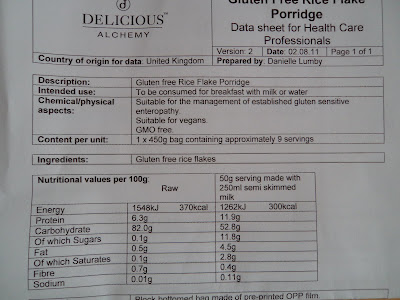 DELICIOUS™
ALCHEMY
Gluten Free Rice Flake
Porridge
Data sheet for Health Care
Professionals
Version: 2 Date: 02.08.11 Page 1 of 1
Country of origin for data: United Kingdom Prepared by: Danielle Lumby
Description: Gluten free Rice Flake Porridge
Intended use: To be consumed for breakfast with milk or water
Chemical/physical aspects: Suitable for the management of established gluten sensitive
enteropathy.
Suitable for vegans
GMO free.
Content per unit: 1 x 450g bag containing approximately 9 servings
Ingredients: Gluten free rice flakes
Nutritional values per 100g: Raw 50g serving made with
250ml semi skimmed
milk
Energy 1548kJ 370kcal 1262kJ 300kcal
Protein 6.3g 11.9g
Carbohydrate 82.0g 52.8g
Of which Sugars 0.1g 11.8g
Fat 0.5g 4.5g
Of which Saturates 0.1g 2.8g
Fibre 0.7g 0.4g
Sodium 0.01g 0.11g
Block bottomed bag made of pre-printed OPP film